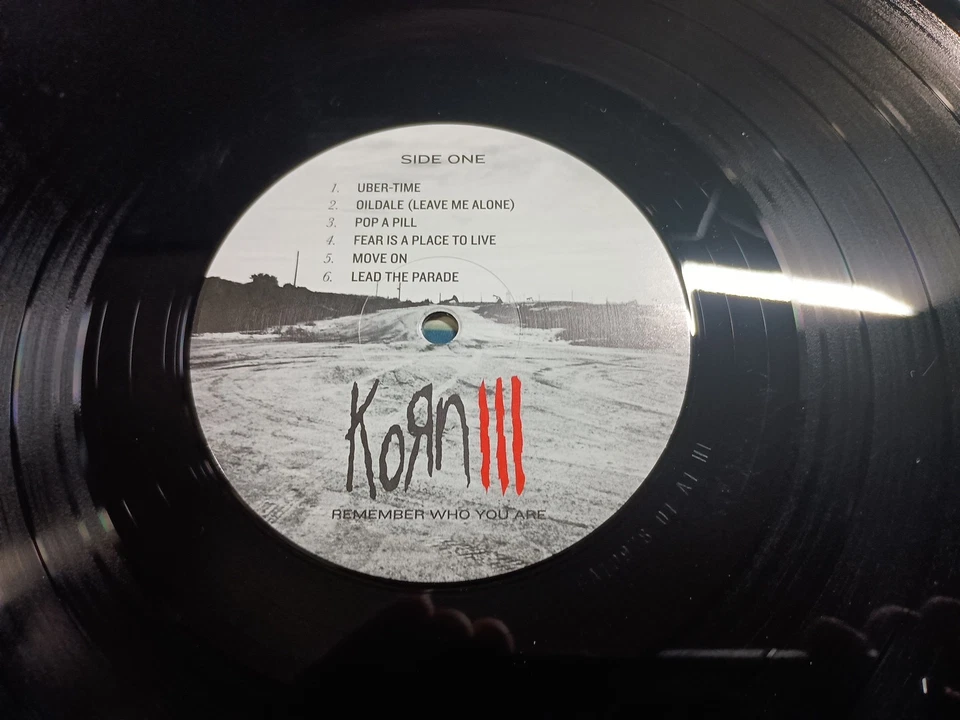 SIDE ONE
1. UBER-TIME
2. OILDALE (LEAVE ME ALONE)
3. POP A PILL
4. FEAR IS A PLACE TO LIVE
5. MOVE ON
6. LEAD THE PARADE
KoЯn III
REMEMBER WHO YOU ARE